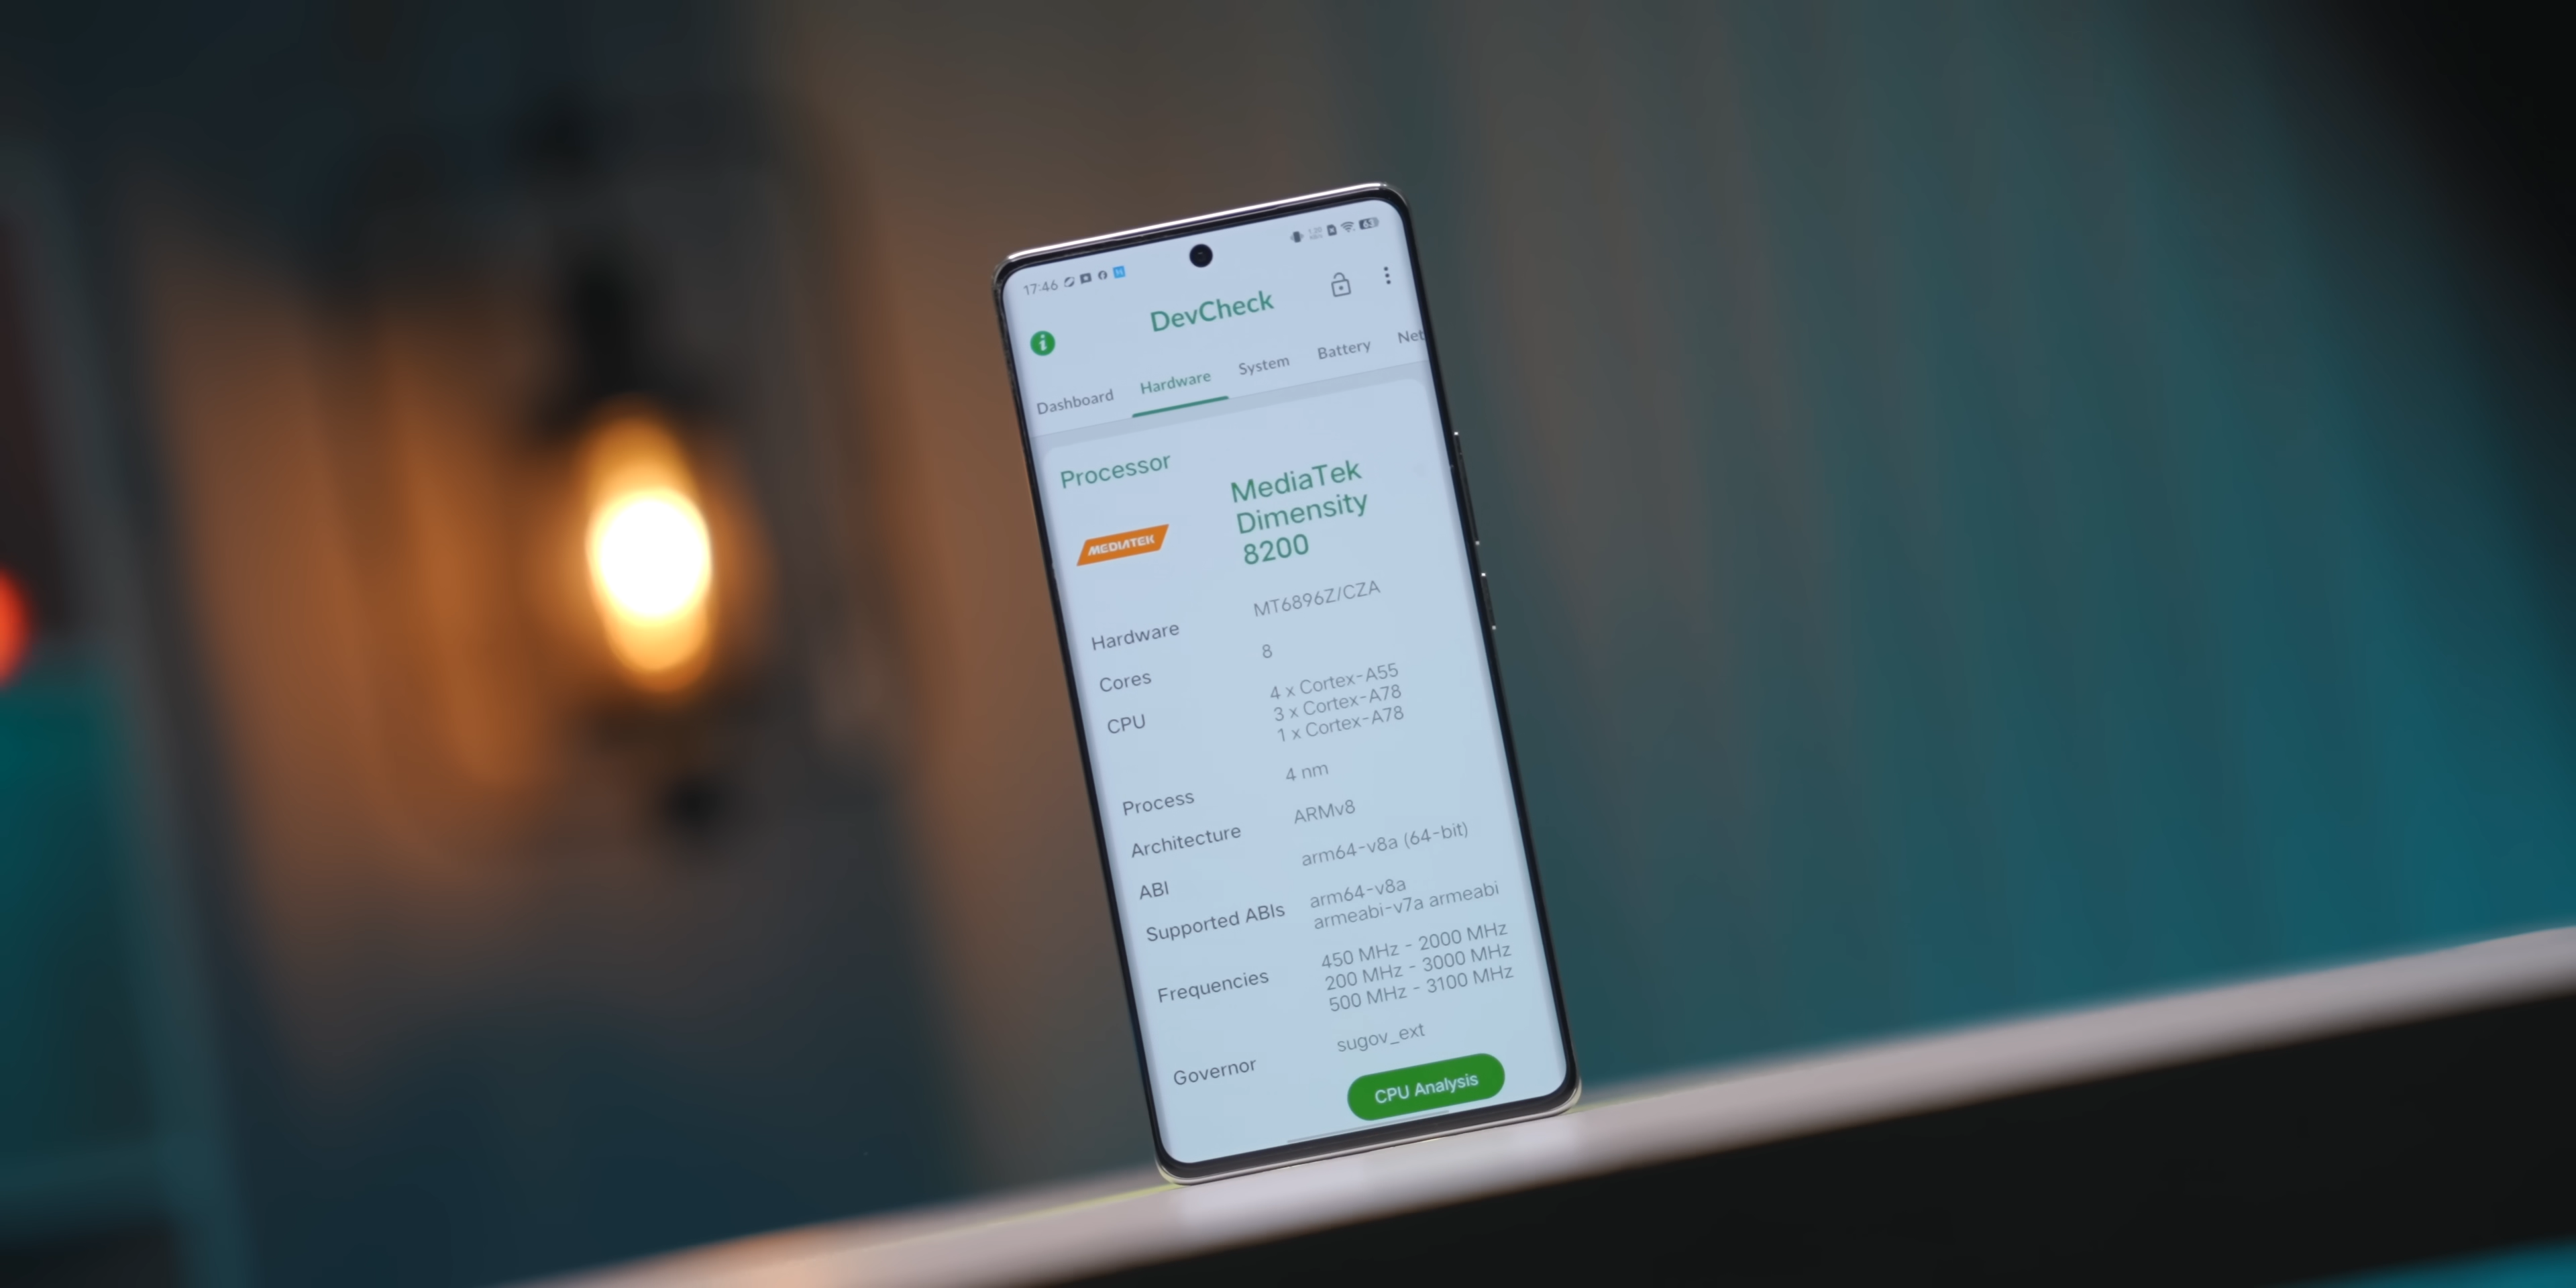 17:46
63
DevCheck
Dashboard Hardware System Battery Net
Processor
MEDIATEK
MediaTek
Dimensity
8200
Hardware MT6896Z/CZA
Cores 8
CPU 4 x Cortex-A55
3 x Cortex-A78
1 x Cortex-A78
Process 4 nm
Architecture ARMv8
ABI arm64-v8a (64-bit)
Supported ABIs arm64-v8a
armeabi-v7a armeabi
Frequencies 450 MHz - 2000 MHz
200 MHz - 3000 MHz
500 MHz - 3100 MHz
Governor sugov_ext
CPU Analysis